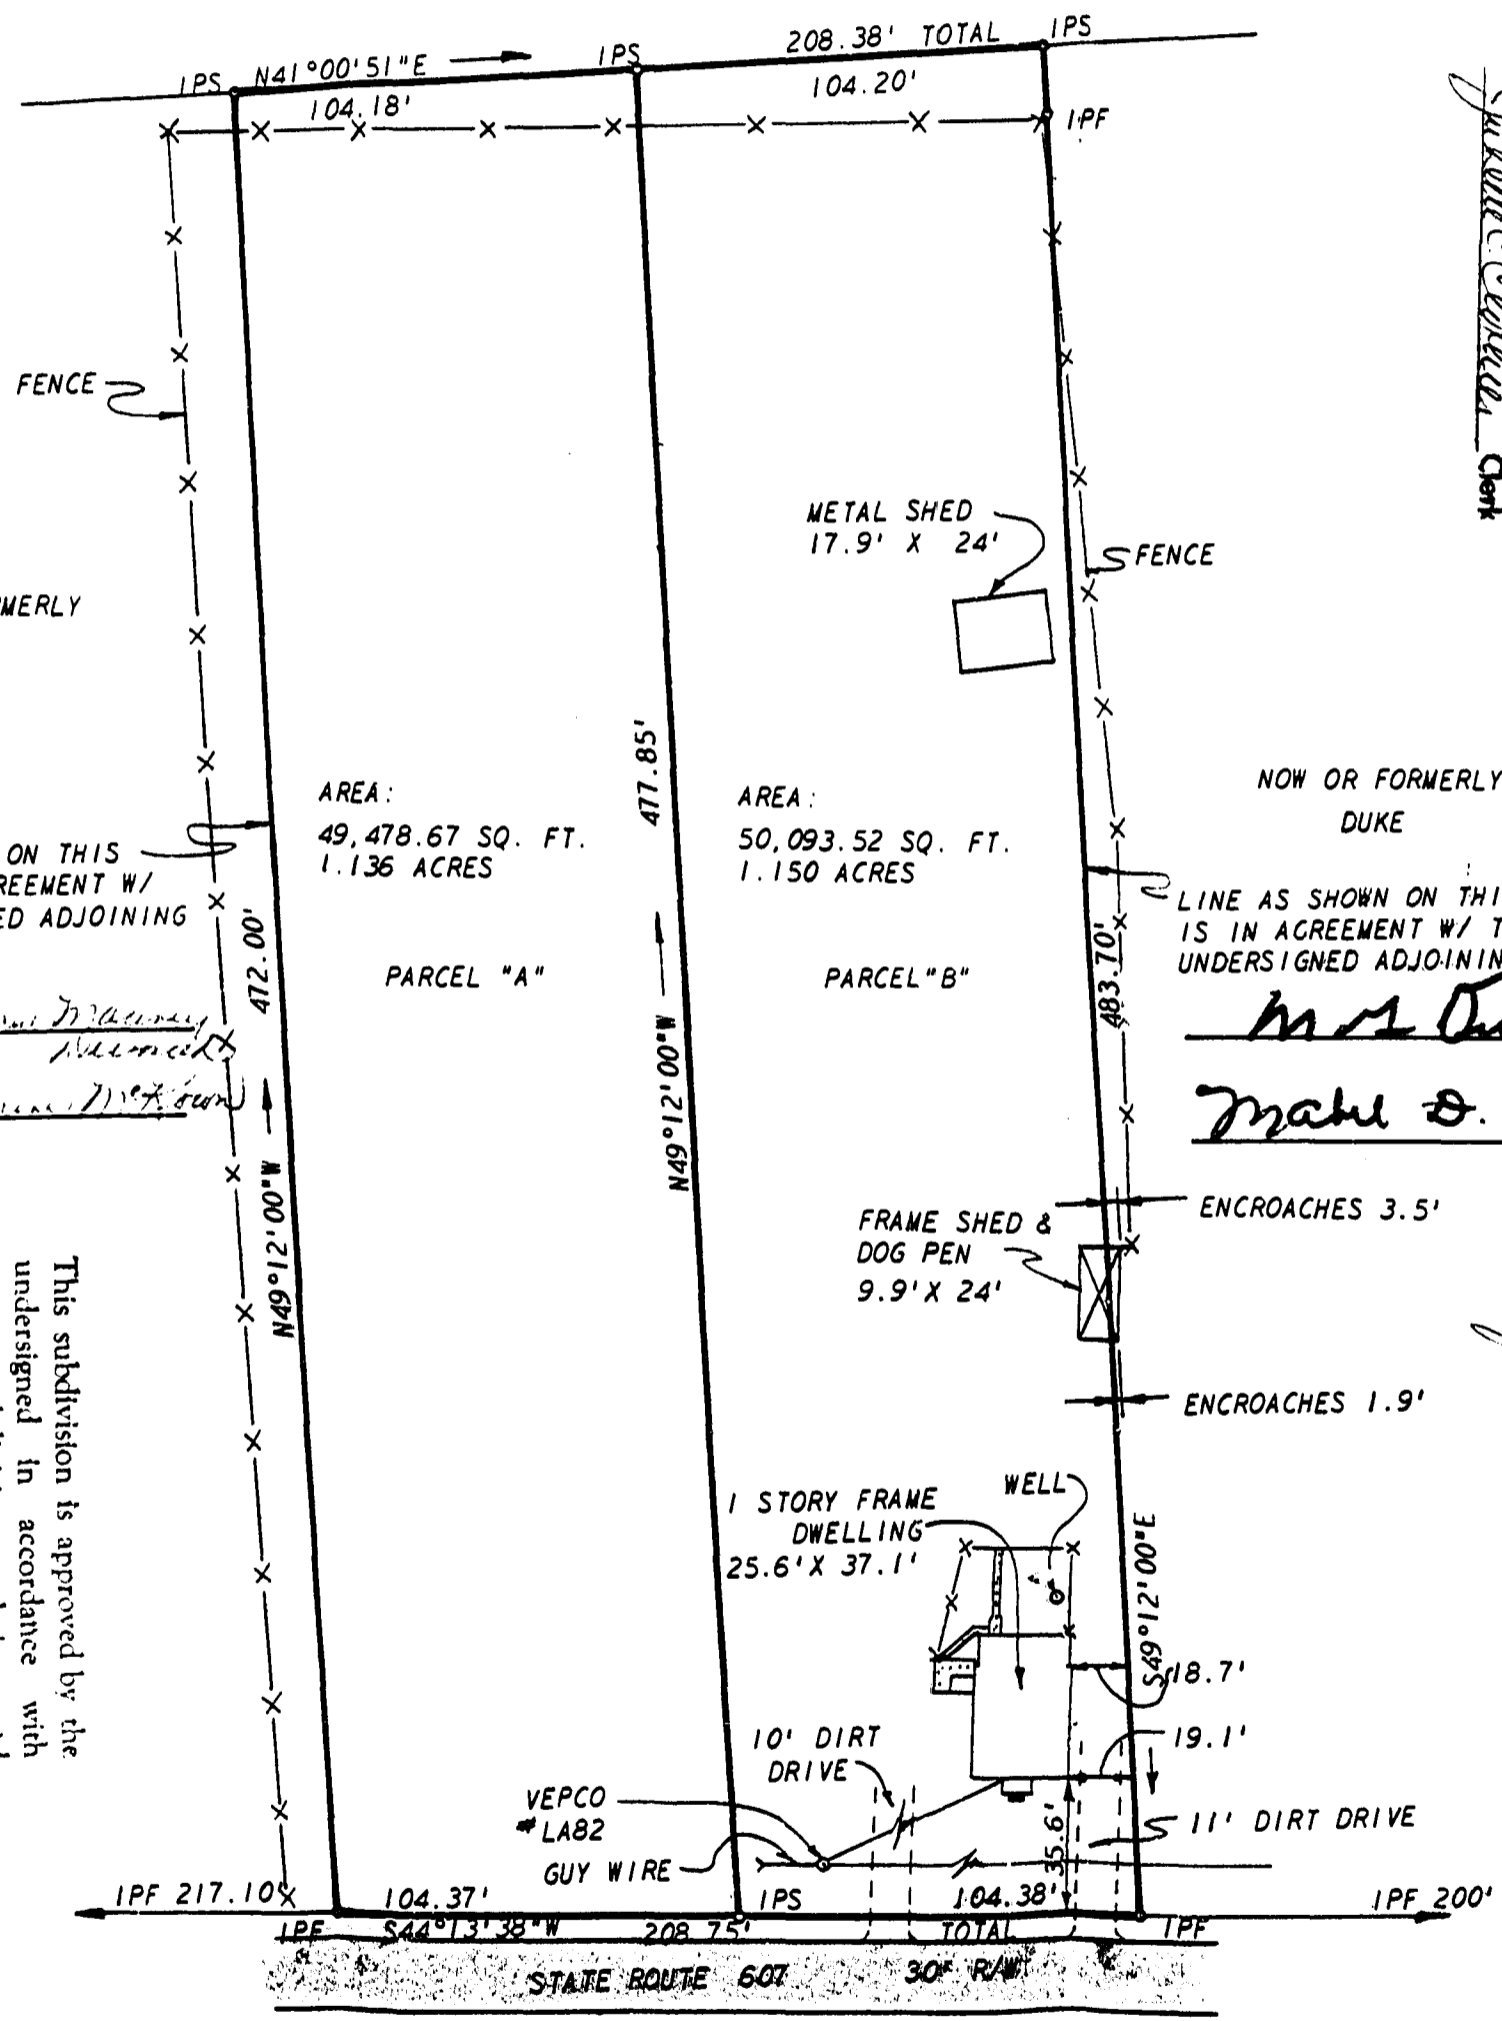 208.38' TOTAL
IPS
IPS
IPS
N41°00'51"E
104.18'
104.20'
IPF
FENCE
Clerk
METAL SHED
17.9' X 24'
FENCE
MERLY
477.85'
AREA:
49,478.67 SQ. FT.
1.136 ACRES
AREA:
50,093.52 SQ. FT.
1.150 ACRES
NOW OR FORMERLY
DUKE
ON THIS
REEMENT W/
ED ADJOINING
LINE AS SHOWN ON THI
IS IN AGREEMENT W/ T
UNDERSIGNED ADJOININ
472.00'
483.70'
PARCEL "A"
PARCEL "B"
Mabel D.
N49°12'00"W
N49°12'00"W
ENCROACHES 3.5'
FRAME SHED &
DOG PEN
9.9' X 24'
ENCROACHES 1.9'
This subdivision is approved by the
undersigned in accordance with
1 STORY FRAME
DWELLING
25.6' X 37.1'
WELL
S49°12'00"E
18.7'
19.1'
10' DIRT
DRIVE
VEPCO
#LA82
GUY WIRE
35.6'
11' DIRT DRIVE
IPF 217.10'
104.37'
IPS
104.38'
IPF 200'
IPF
S44°13'38"W
208.75'
TOTAL
IPF
STATE ROUTE 607 30' R/W